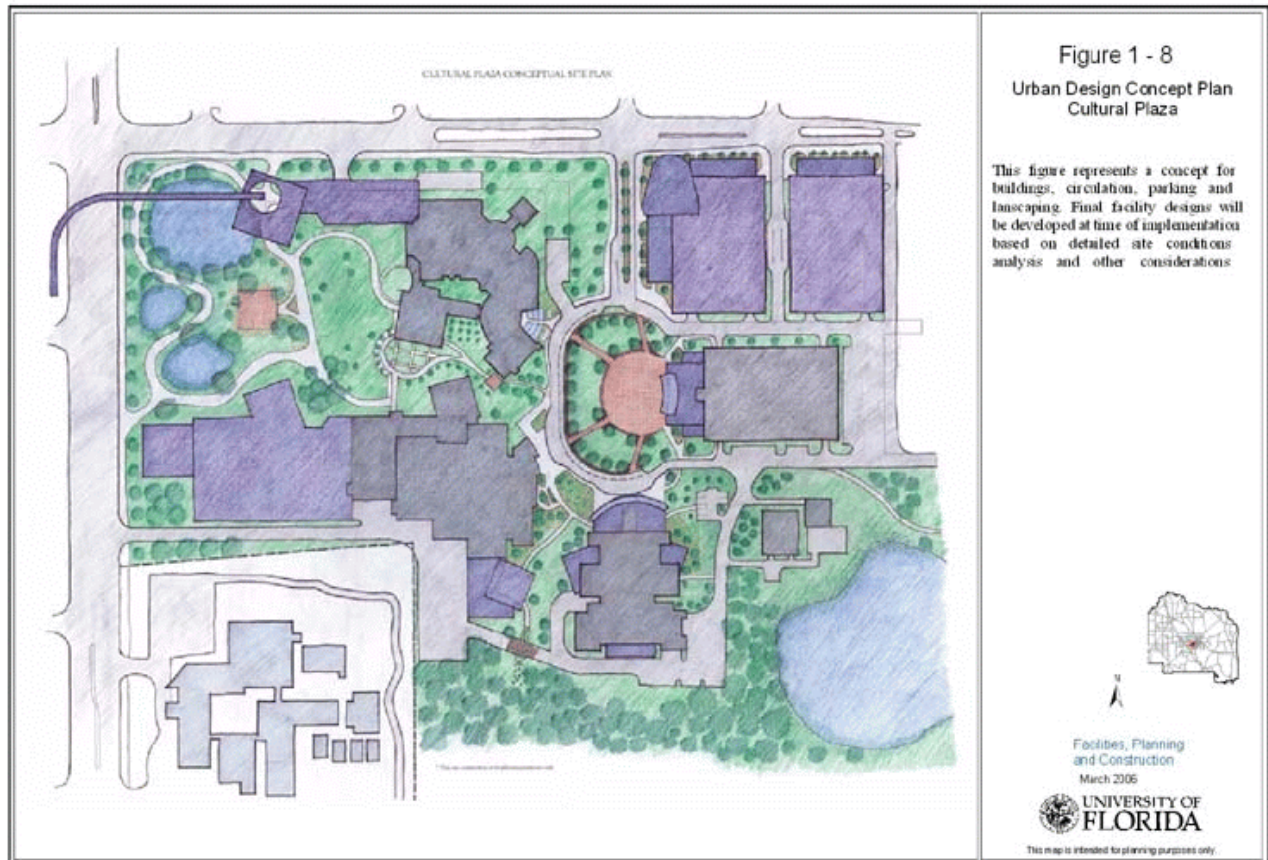 CULTURAL PLAZA CONCEPTUAL SITE PLAN
Figure 1 - 8
Urban Design Concept Plan
Cultural Plaza
This figure represents a concept for
buildings, circulation, parking and
lanscaping. Final facility designs will
be developed at time of implementation
based on detailed site conditions
analysis and other considerations
N
Facilities, Planning
and Construction
March 2006
UNIVERSITY OF
FLORIDA
This map is intended for planning purposes only.